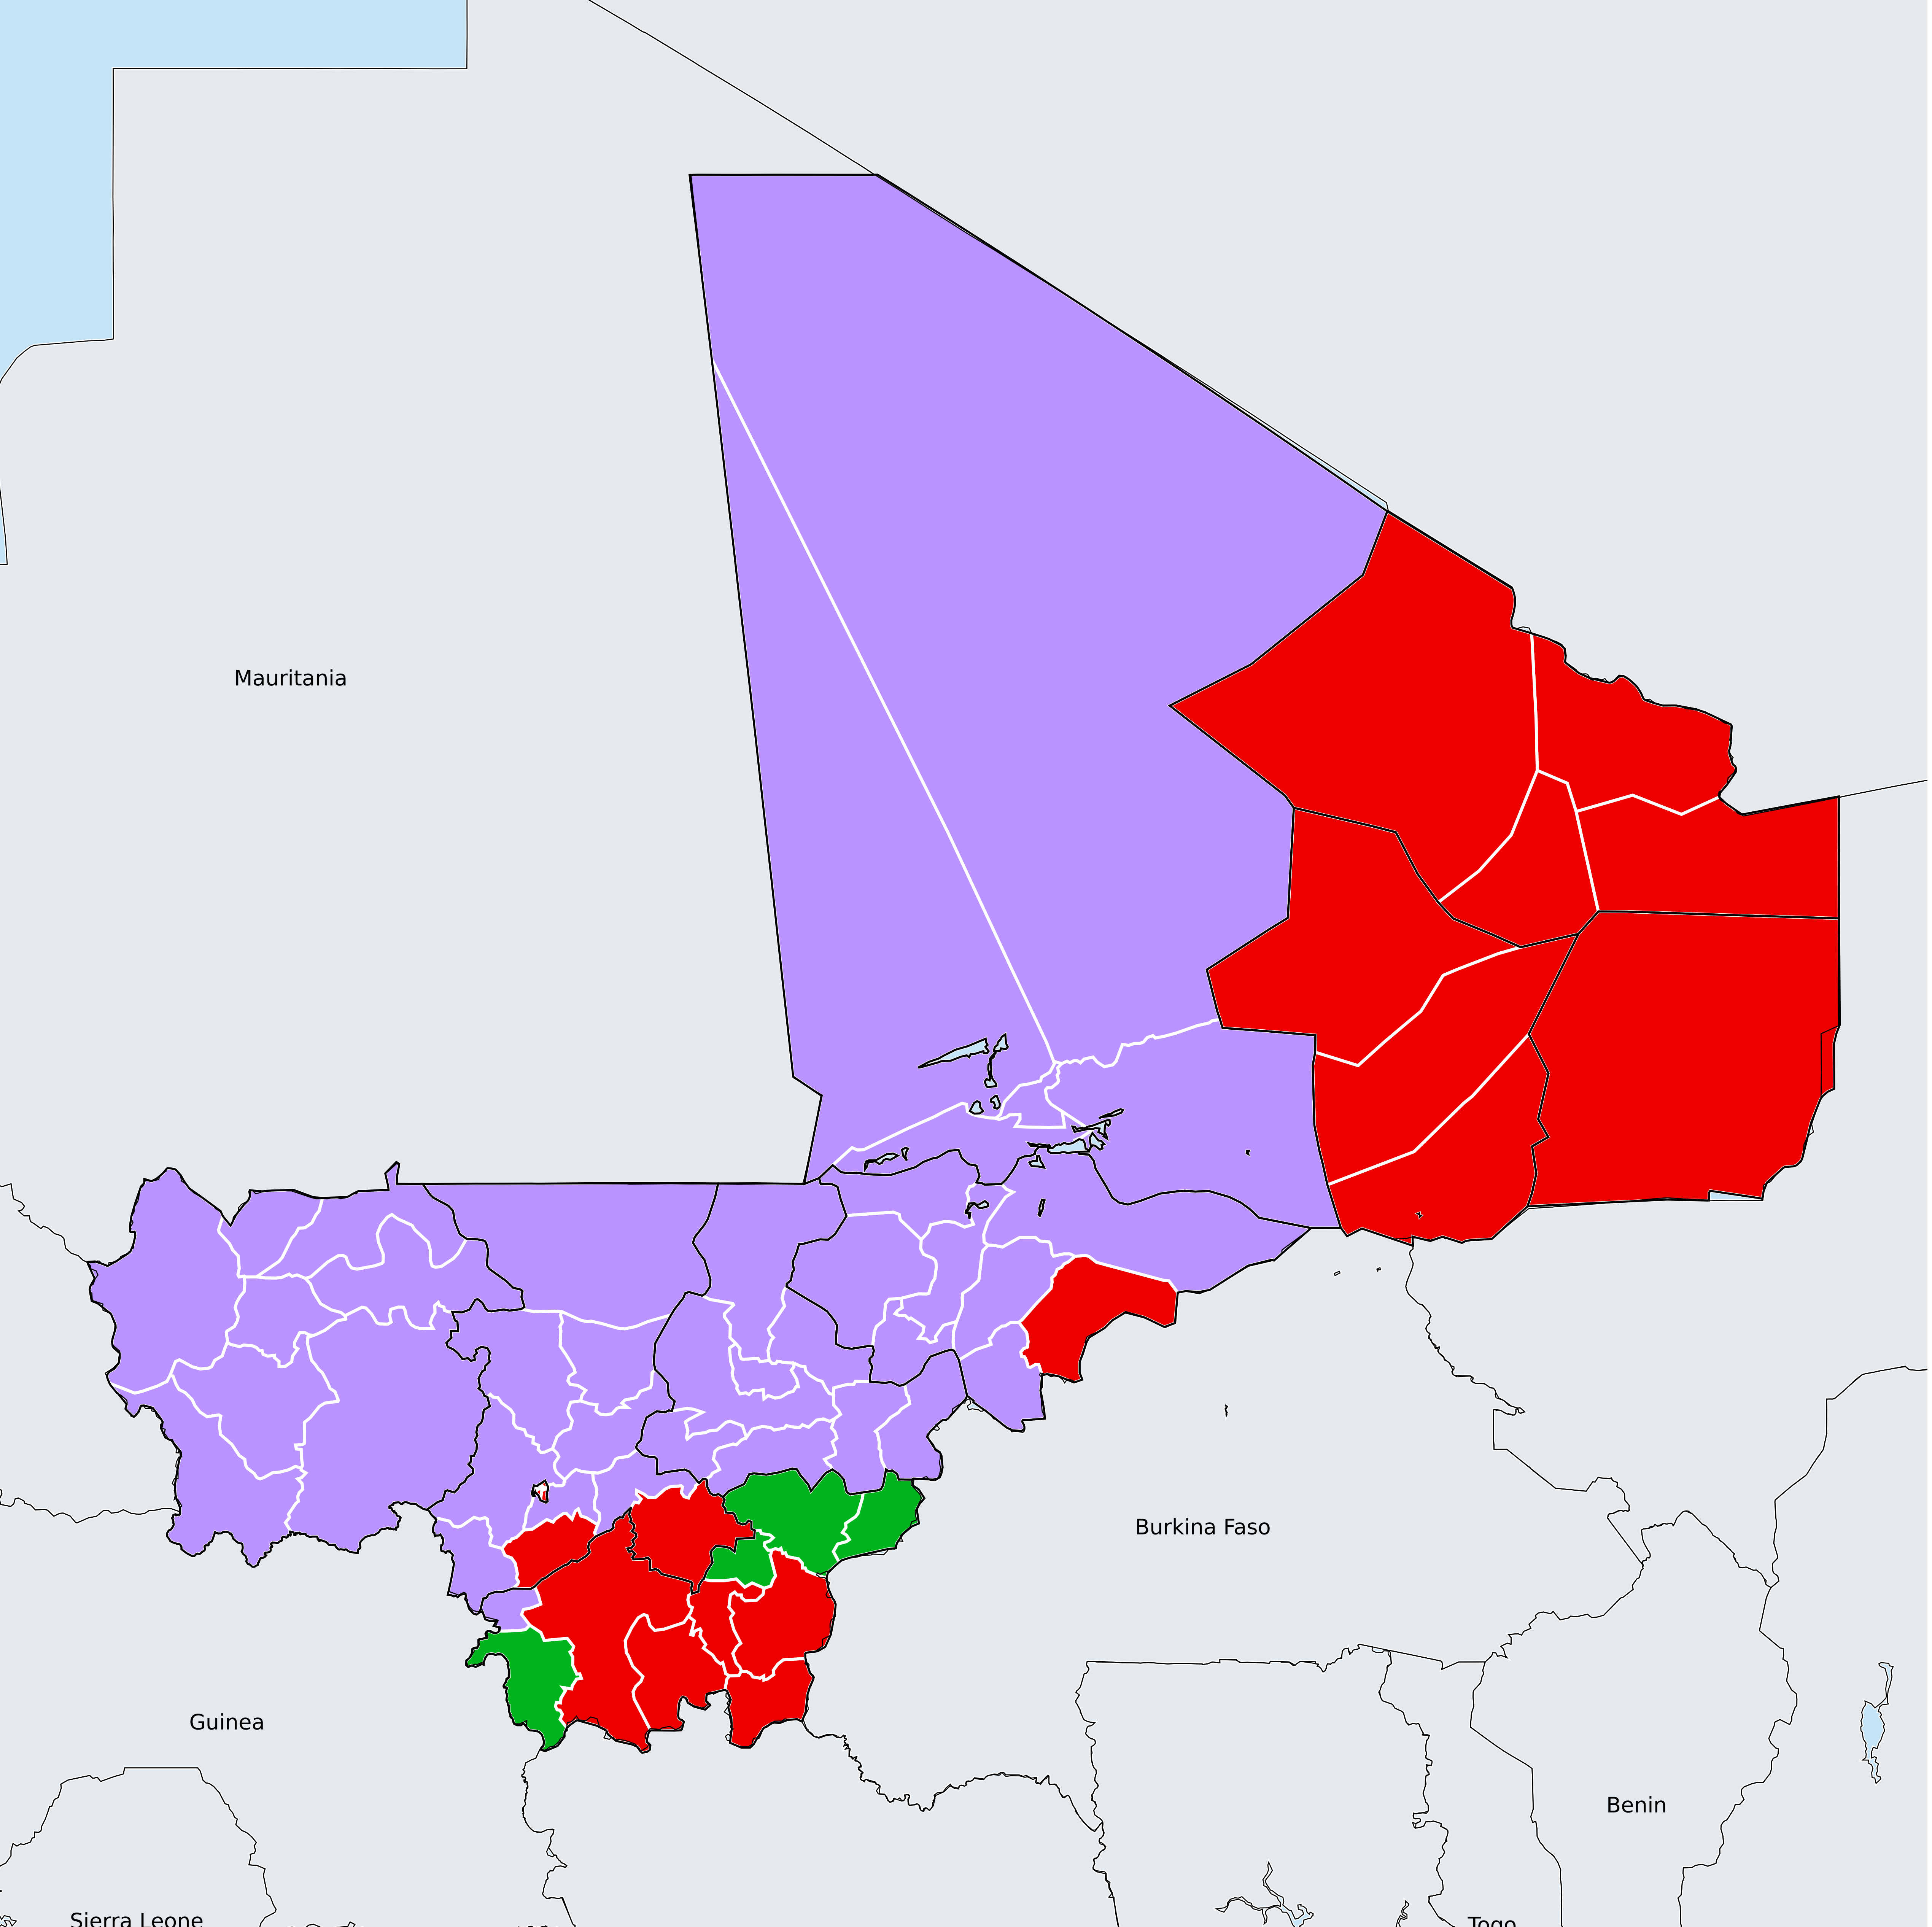 Mauritania
Burkina Faso
Guinea
Benin
Sierra Leone
Togo